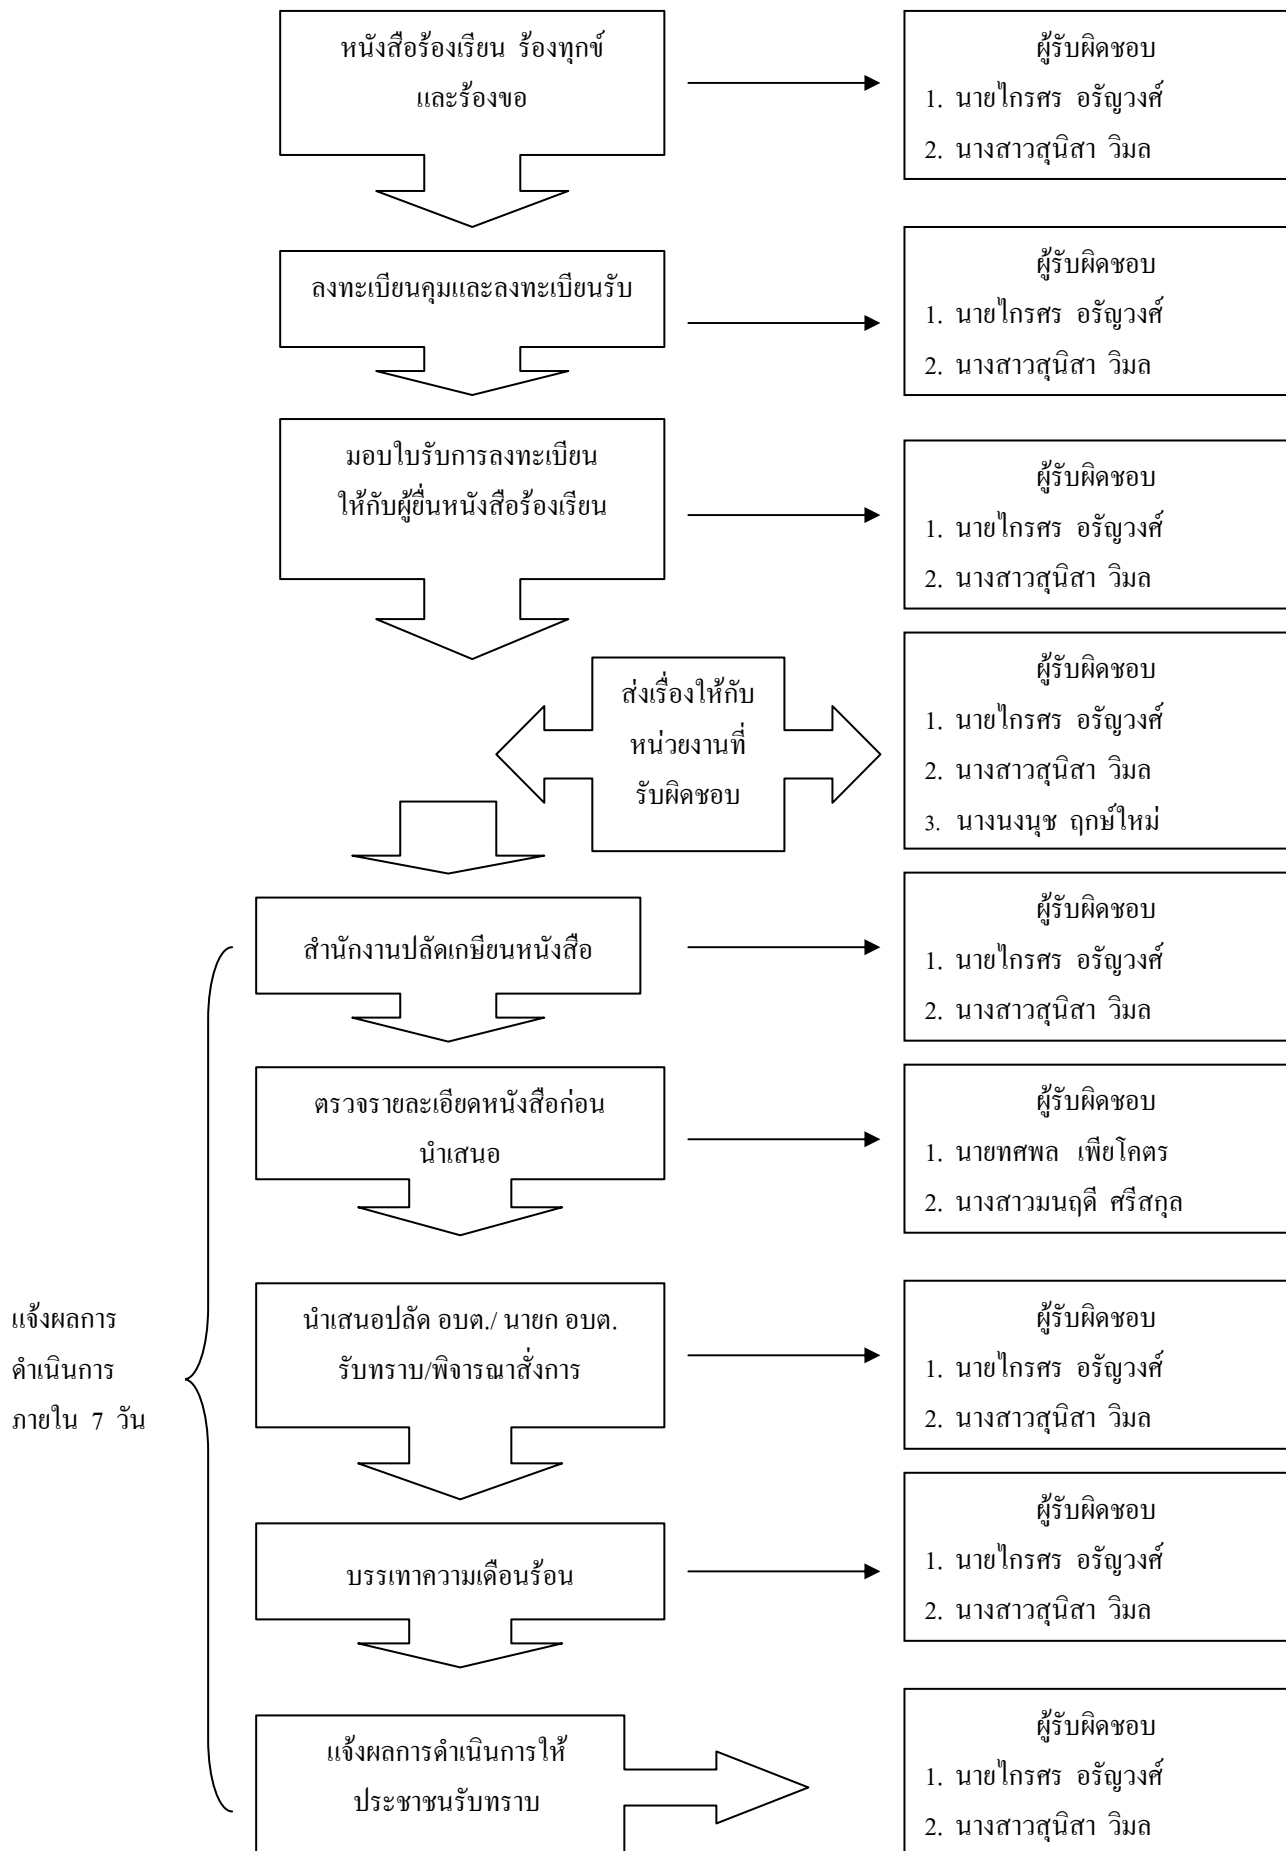 หนังสือร้องเรียน ร้องทุกข์
และร้องขอ
ผู้รับผิดชอบ
1. นายไกรศร อรัญวงศ์
2. นางสาวสุนิสา วิมล
ลงทะเบียนคุมและลงทะเบียนรับ
ผู้รับผิดชอบ
1. นายไกรศร อรัญวงศ์
2. นางสาวสุนิสา วิมล
มอบใบรับการลงทะเบียน
ให้กับผู้ยื่นหนังสือร้องเรียน
ผู้รับผิดชอบ
1. นายไกรศร อรัญวงศ์
2. นางสาวสุนิสา วิมล
ส่งเรื่องให้กับ
หน่วยงานที่
รับผิดชอบ
ผู้รับผิดชอบ
1. นายไกรศร อรัญวงศ์
2. นางสาวสุนิสา วิมล
3. นางนงนุช ฤกษ์ใหม่
สำนักงานปลัดเกษียนหนังสือ
ผู้รับผิดชอบ
1. นายไกรศร อรัญวงศ์
2. นางสาวสุนิสา วิมล
ตรวจรายละเอียดหนังสือก่อน
นำเสนอ
ผู้รับผิดชอบ
1. นายทศพล เพียโคตร
2. นางสาวมนฤดี ศรีสกุล
แจ้งผลการ
ดำเนินการ
ภายใน 7 วัน
นำเสนอปลัด อบต./ นายก อบต.
รับทราบ/พิจารณาสั่งการ
ผู้รับผิดชอบ
1. นายไกรศร อรัญวงศ์
2. นางสาวสุนิสา วิมล
บรรเทาความเดือนร้อน
ผู้รับผิดชอบ
1. นายไกรศร อรัญวงศ์
2. นางสาวสุนิสา วิมล
แจ้งผลการดำเนินการให้
ประชาชนรับทราบ
ผู้รับผิดชอบ
1. นายไกรศร อรัญวงศ์
2. นางสาวสุนิสา วิมล